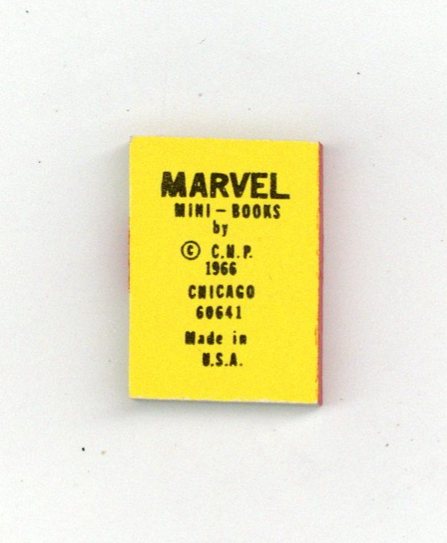 MARVEL
MINI-BOOKS
by
© C.M.P.
1966
CHICAGO
60641
Made in
U.S.A.